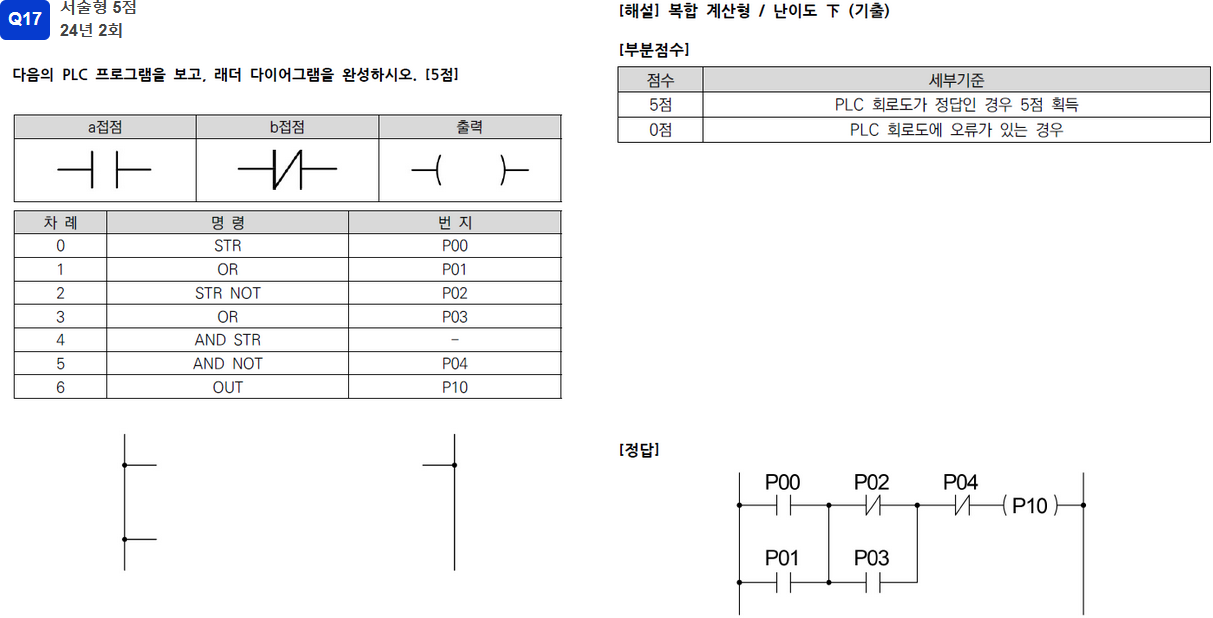 Q17
서술형 5점
24년 2회
다음의 PLC 프로그램을 보고, 래더 다이어그램을 완성하시오. [5점]
a접점 b접점 출력
차 례 명 령 번 지
0 STR P00
1 OR P01
2 STR NOT P02
3 OR P03
4 AND STR -
5 AND NOT P04
6 OUT P10
[해설] 복합 계산형 / 난이도 下 (기출)
[부분점수]
점수 세부기준
5점 PLC 회로도가 정답인 경우 5점 획득
0점 PLC 회로도에 오류가 있는 경우
[정답]
P00 P02 P04
P10
P01 P03